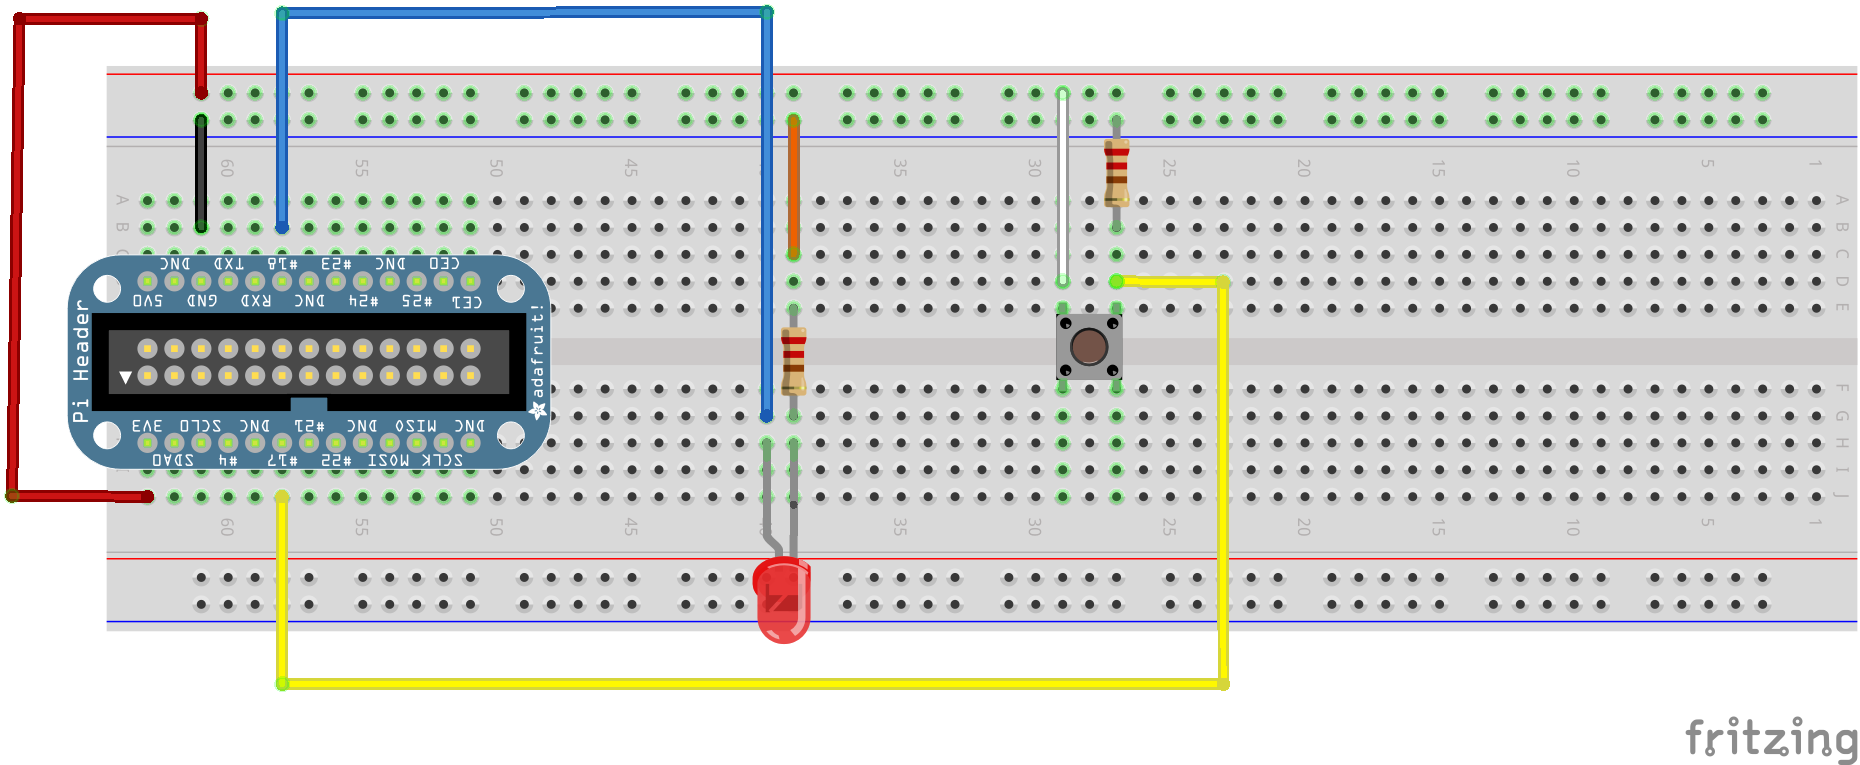 60 55 50 45 35 30 25 20 15 10 5 1
A A
B B
C C
DNC TXD #18 #23 DNC CE0
5V0 GND RXD DNC #24 #25 CE1
D
E
Pi Header
adafruit!
F
G
3V3 SCL0 DNC #21 DNC MISO DNC
SDA0 #4 #17 #22 MOSI SCLK
H
I I
J
60 55 50 45 35 30 25 20 15 10 5 1
fritzing